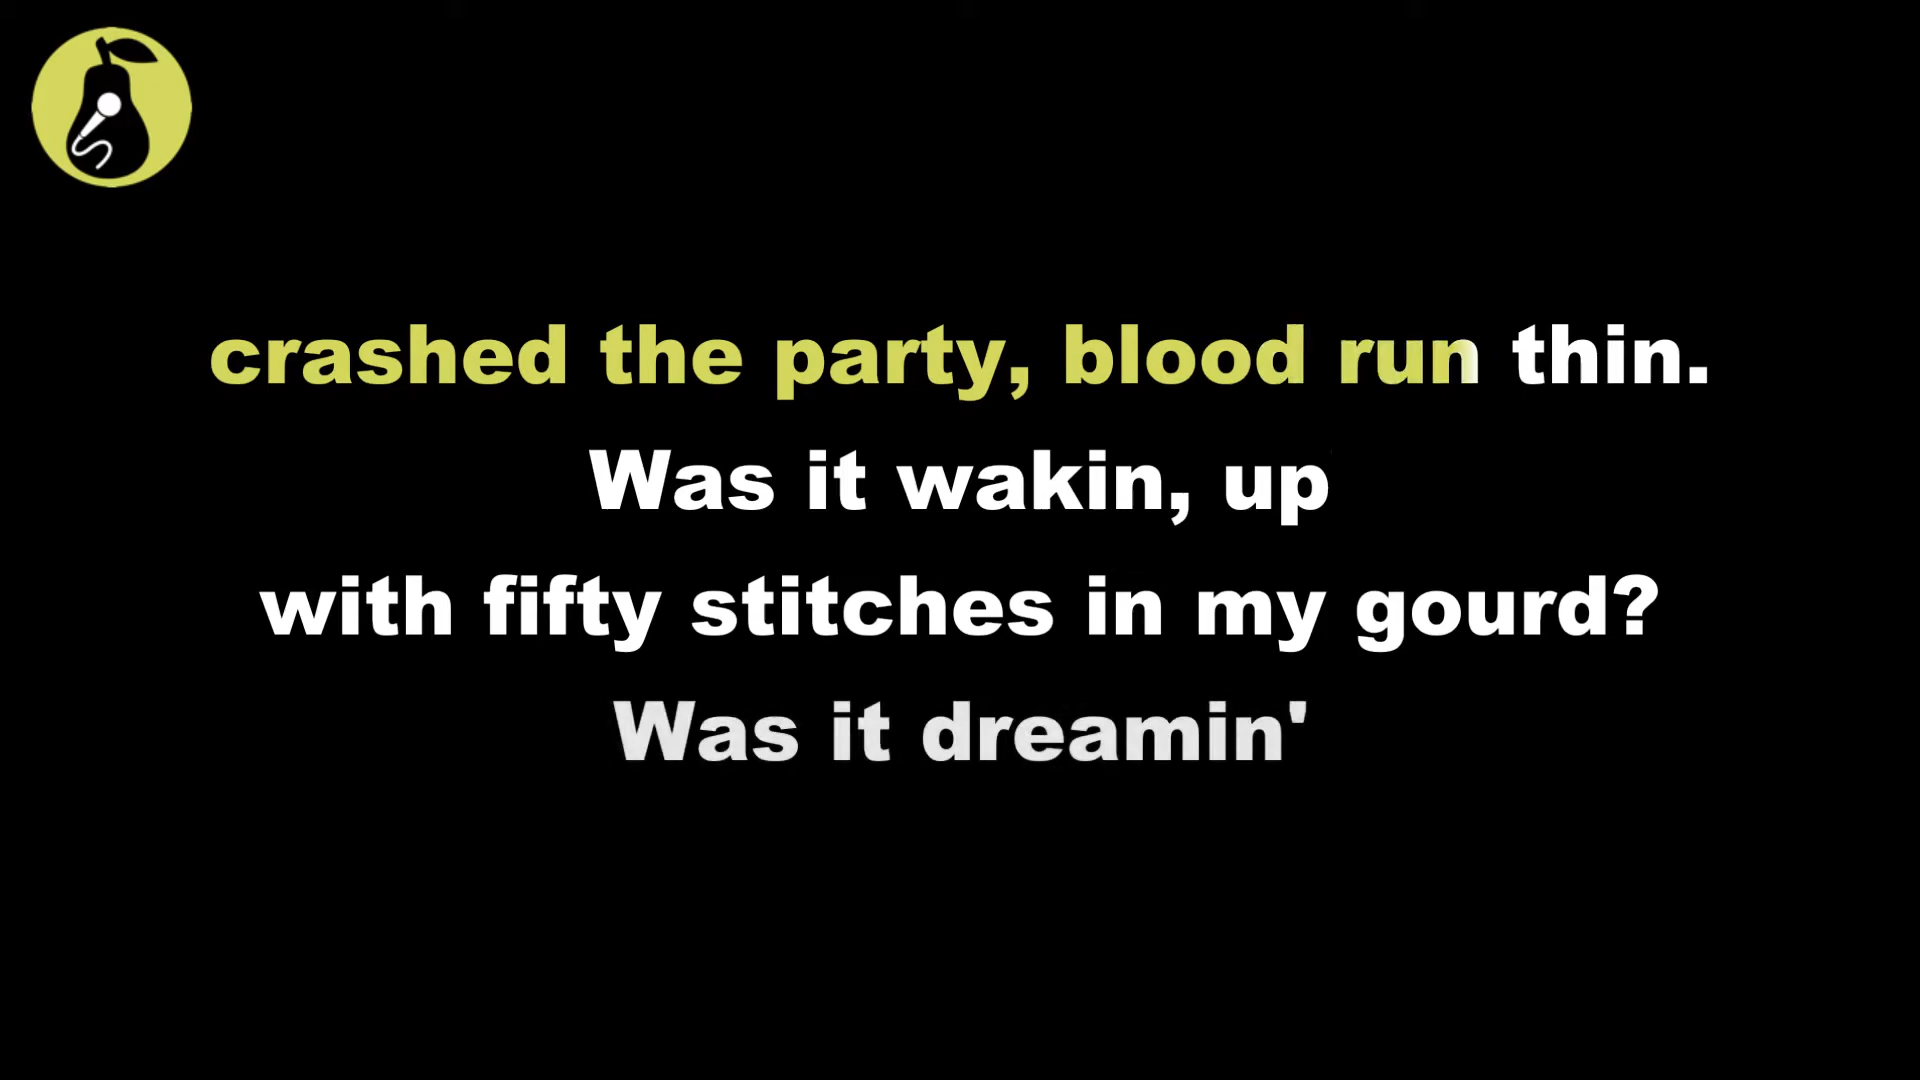 crashed the party, blood run thin.
Was it wakin, up
with fifty stitches in my gourd?
Was it dreamin'